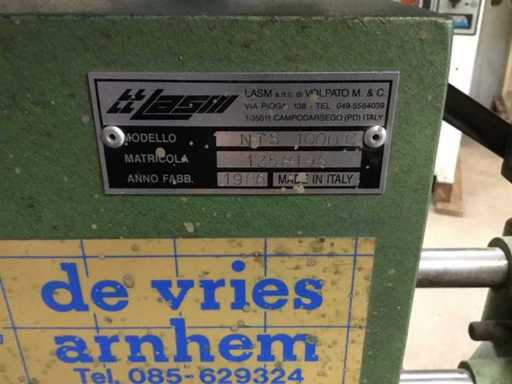 LASM
LASM s.n.c. di VOLPATO M. & C.
VIA PIOGA, 138 - TEL. 049-5564039
I-35011 CAMPODARSEGO (PD) ITALY
MODELLO
MATRICOLA
ANNO FABB. 1986 MADE IN ITALY
de vries
arnhem
Tel. 085-629324